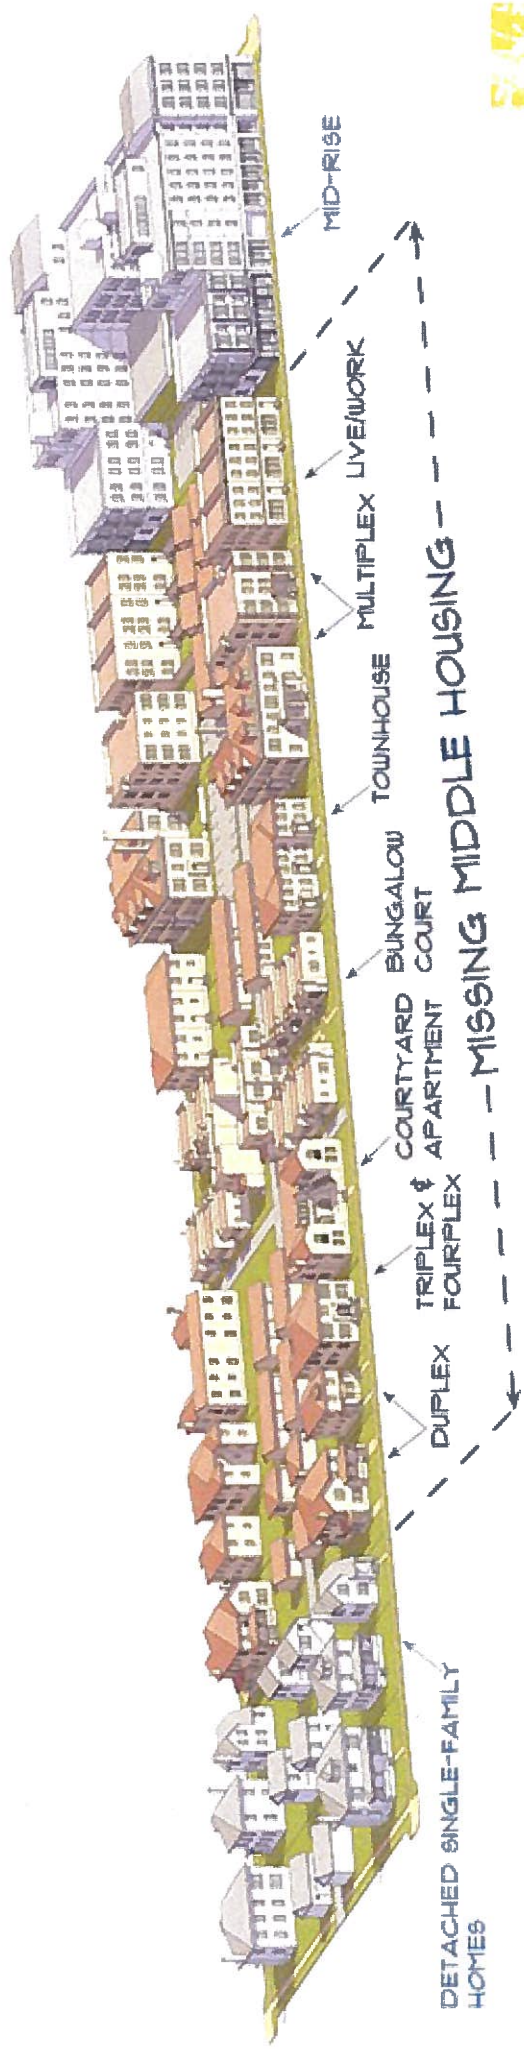 DETACHED SINGLE-FAMILY
HOMES
DUPLEX
TRIPLEX &
FOURPLEX
COURTYARD
APARTMENT
BUNGALOW
COURT
TOWNHOUSE
MULTIPLEX
LIVE/WORK
MID-RISE
MISSING MIDDLE HOUSING